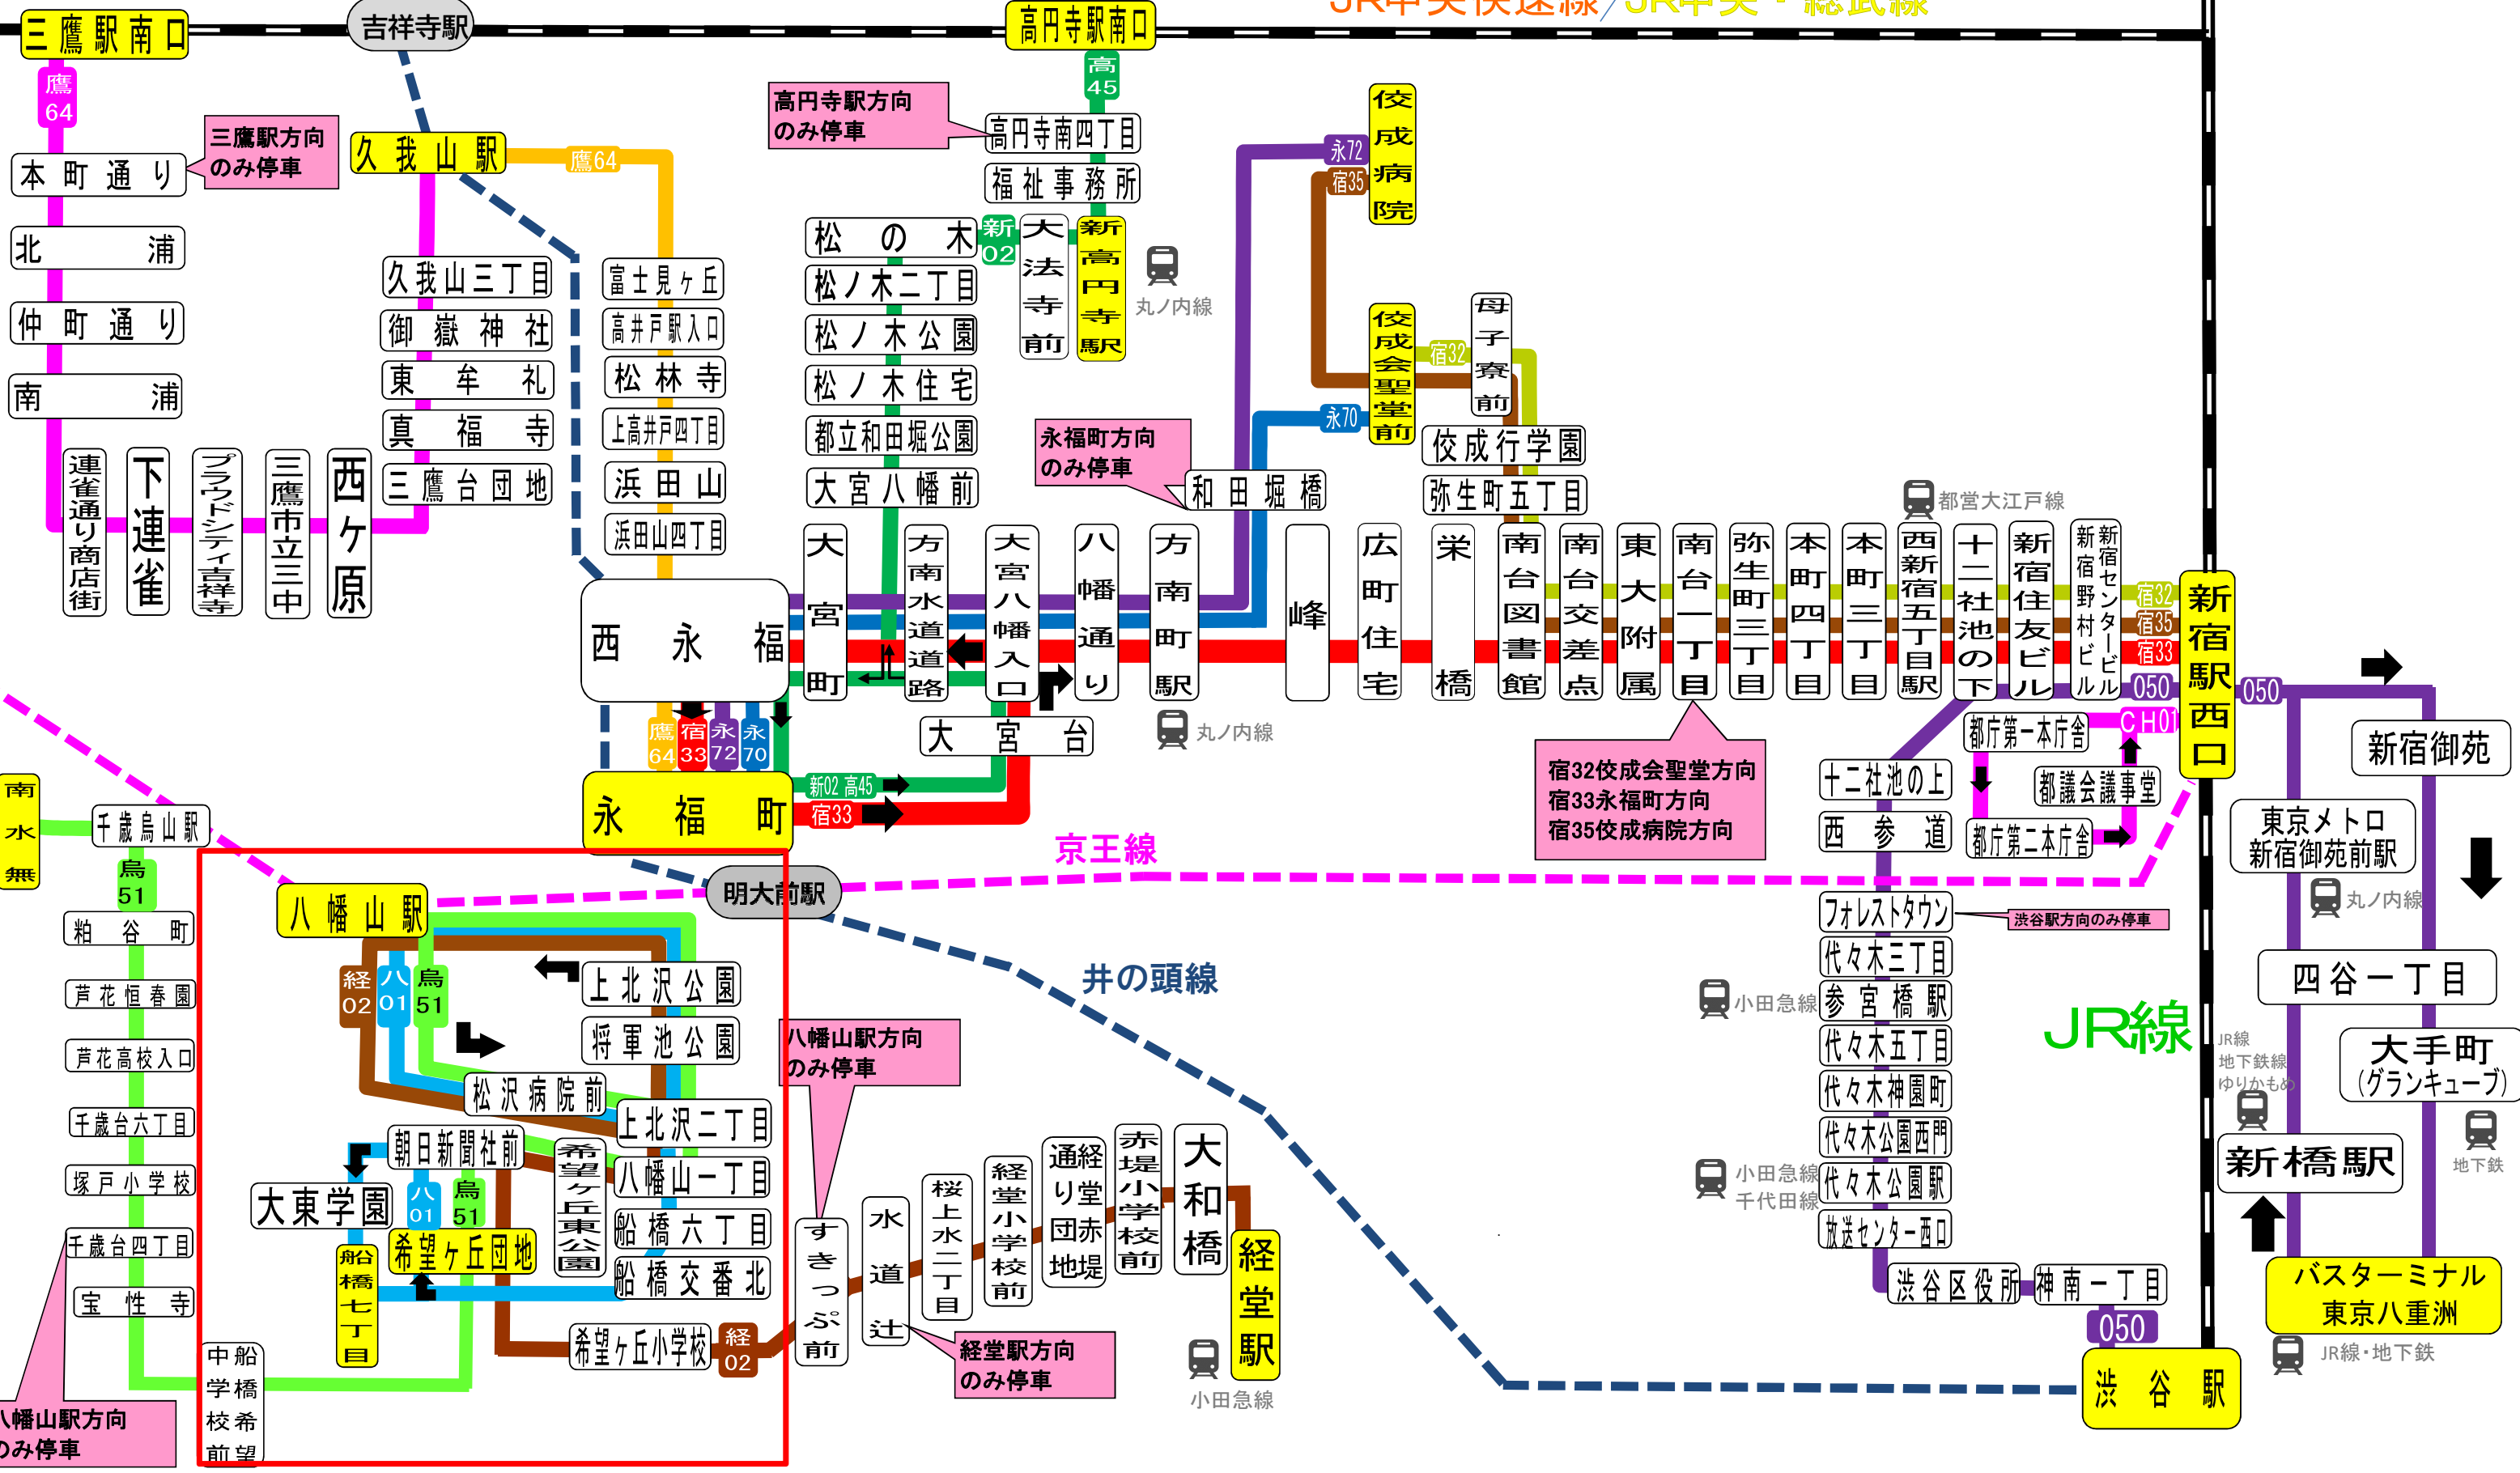 JR中央快速線/JR中央・総武線
三鷹駅南口
吉祥寺駅
高円寺駅南口
鷹
64
高
45
本町通り
三鷹駅方向
のみ停車
北浦
仲町通り
南浦
連雀通り商店街
下連雀
プラウドシティ吉祥寺
三鷹市立三中
西ヶ原
久我山駅
鷹64
久我山三丁目
御嶽神社
東牟礼
真福寺
三鷹台団地
富士見ヶ丘
高井戸駅入口
松林寺
上高井戸四丁目
浜田山
浜田山四丁目
高円寺駅方向
のみ停車
高円寺南四丁目
福祉事務所
松の木
新
02
大法寺前
新高円寺駅
丸ノ内線
松ノ木二丁目
松ノ木公園
松ノ木住宅
都立和田堀公園
大宮八幡前
佼成病院
永72
宿35
佼成会聖堂前
宿32
母子寮前
永70
永福町方向
のみ停車
和田堀橋
佼成行学園
弥生町五丁目
都営大江戸線
西永福
大宮町
方南水道道路
大宮八幡入口
八幡通り
方南町駅
峰
広町住宅
栄橋
南台図書館
南台交差点
東大附属
南台一丁目
弥生町三丁目
本町四丁目
本町三丁目
西新宿五丁目駅
十二社池の下
新宿住友ビル
新宿センタービル
新宿野村ビル
宿32
宿35
宿33
050
CH01
新宿駅西口
050
鷹
64
宿
33
永
72
永
70
大宮台
丸ノ内線
永福町
新02 高45
宿33
宿32佼成会聖堂方向
宿33永福町方向
宿35佼成病院方向
都庁第一本庁舎
都議会議事堂
都庁第二本庁舎
十二社池の上
西参道
フォレストタウン
渋谷駅方向のみ停車
代々木三丁目
参宮橋駅
小田急線
代々木五丁目
代々木神園町
代々木公園西門
代々木公園駅
小田急線
千代田線
放送センター西口
渋谷区役所
神南一丁目
050
渋谷駅
新宿御苑
東京メトロ
新宿御苑前駅
丸ノ内線
四谷一丁目
大手町
(グランキューブ)
地下鉄
JR線
地下鉄線
ゆりかもめ
新橋駅
バスターミナル
東京八重洲
JR線・地下鉄
JR線
京王線
井の頭線
明大前駅
南水無
千歳烏山駅
烏
51
粕谷町
芦花恒春園
芦花高校入口
千歳台六丁目
塚戸小学校
千歳台四丁目
宝性寺
八幡山駅方向
のみ停車
船橋希望
中学校前
八幡山駅
経
02
八
01
烏
51
上北沢公園
将軍池公園
松沢病院前
上北沢二丁目
朝日新聞社前
希望ヶ丘東公園
八幡山一丁目
大東学園
八
01
烏
51
船橋六丁目
希望ヶ丘団地
船橋七丁目
船橋交番北
希望ヶ丘小学校
経
02
八幡山駅方向
のみ停車
すきっぷ前
水道辻
経堂駅方向
のみ停車
桜上水二丁目
経堂小学校前
経堂赤堤
通り団地
赤堤小学校前
大和橋
経堂駅
小田急線